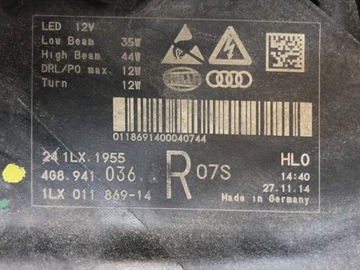 LED 12V
Low Beam 35W
High Beam 44W
DRL/PO max. 12W
Turn 12W
HELLA
0118691400040744
24 1LX.1955
4G8.941 036
1LX 011 869-14
R 07S
HL0
14:40
27.11.14
Made in Germany